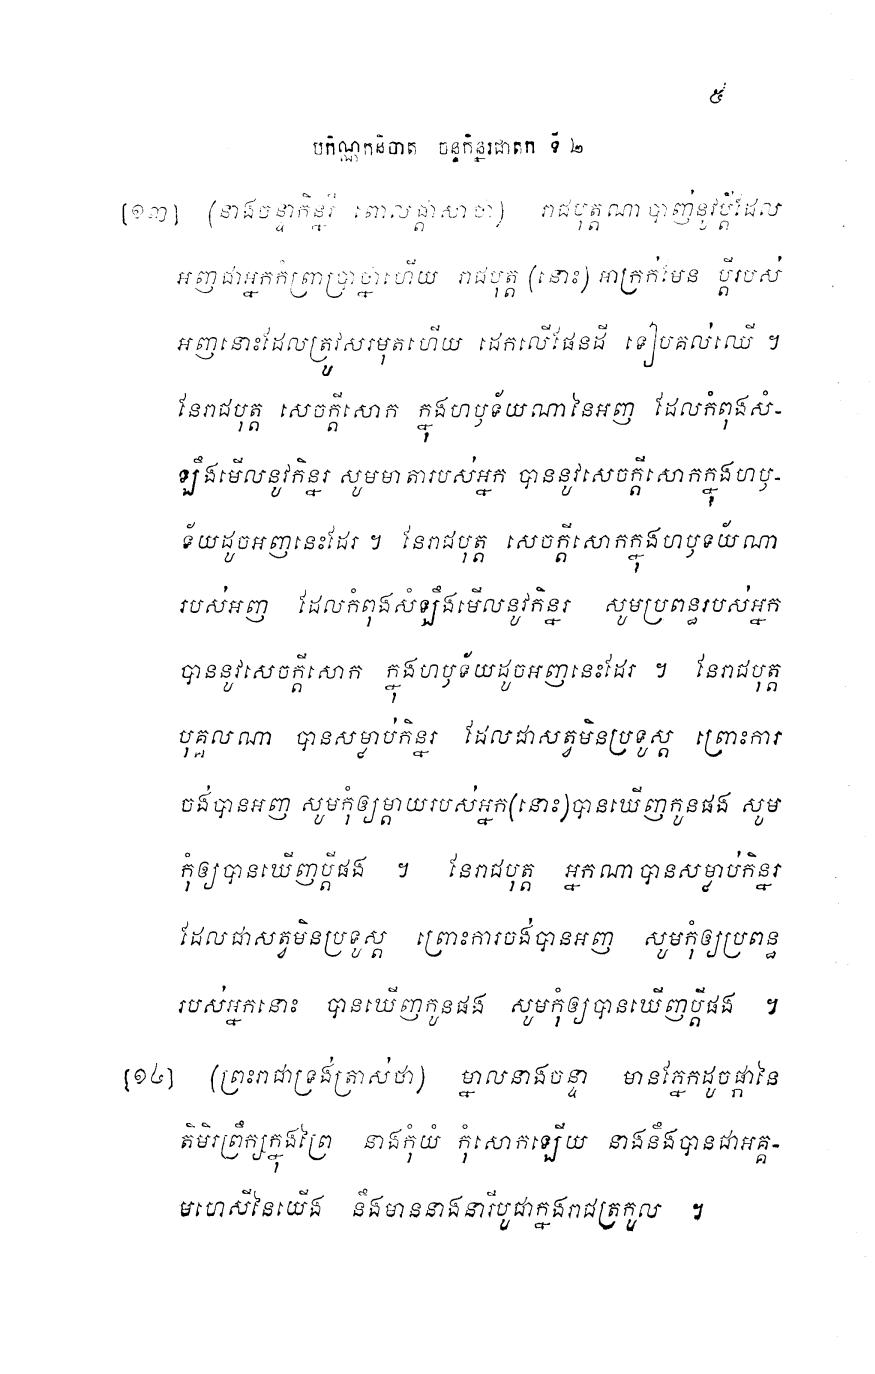 ៥
បកិណ្ណកនិបាត ចន្ទកិន្នរជាតក ទី ២
[១៣] (នាងចន្ទាកិន្នរី ពោលផ្តាសាថា) រាជបុត្តណា បាញ់នូវប្តីដែល
អញជាអ្នកកំព្រាប្រាថ្នាហើយ រាជបុត្ត (នោះ) អាក្រក់មែន ប្តីរបស់
អញនោះដែលត្រូវសរមុតហើយ ដេកលើផែនដី ទៀបគល់ឈើ ។
នែរាជបុត្ត សេចក្តីសោក ក្នុងហឫទ័យណានៃអញ ដែលកំពុងសំ-
ឡឹងមើលនូវកិន្នរ សូមមាតារបស់អ្នក បាននូវសេចក្តីសោកក្នុងហឫ-
ទ័យដូចអញនេះដែរ ។ នែរាជបុត្ត សេចក្តីសោកក្នុងហឫទយ័ណា
របស់អញ ដែលកំពុងសំឡឹងមើលនូវកិន្នរ សូមប្រពន្ធរបស់អ្នក
បាននូវសេចក្តីសោក ក្នុងហឫទ័យដូចអញនេះដែរ ។ នែរាជបុត្ត
បុគ្គលណា បានសម្លាប់កិន្នរ ដែលជាសត្វមិនប្រទូស្ត ព្រោះការ
ចង់បានអញ សូមកុំឲ្យម្តាយរបស់អ្នក(នោះ)បានឃើញកូនផង សូម
កុំឲ្យបានឃើញប្តីផង ។ នែរាជបុត្ត អ្នកណាបានសម្លាប់កិន្នរ
ដែលជាសត្វមិនប្រទូស្ត ព្រោះការចង់បានអញ សូមកុំឲ្យប្រពន្ធ
របស់អ្នកនោះ បានឃើញកូនផង សូមកុំឲ្យបានឃើញប្តីផង ។
[១៤] (ព្រះរាជាទ្រង់ត្រាស់ថា) ម្នាលនាងចន្ទា មានភ្នែកដូចផ្កានៃ
តិមិរព្រឹក្សក្នុងព្រៃ នាងកុំយំ កុំសោកឡើយ នាងនឹងបានជាអគ្គ-
មហេសីនៃយើង នឹងមាននាងនារីបូជាក្នុងរាជត្រកូល ។